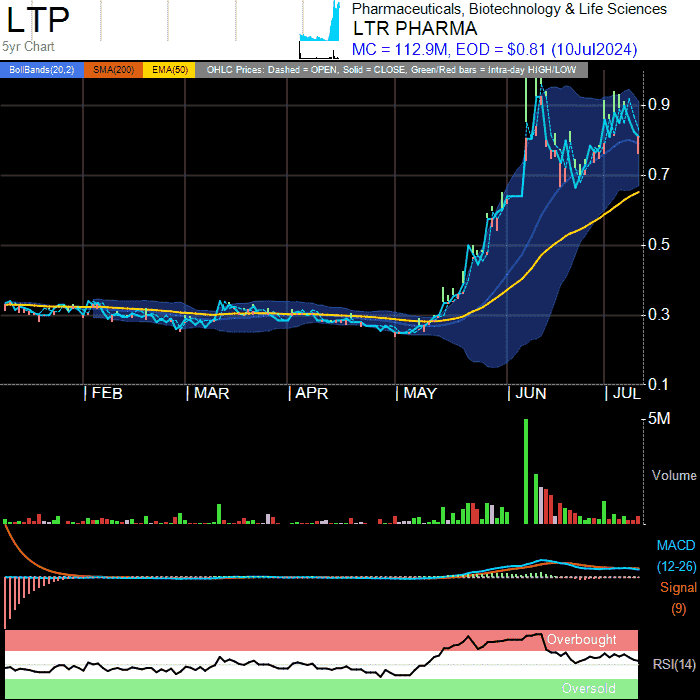 LTP
5yr Chart
Pharmaceuticals, Biotechnology & Life Sciences
LTR PHARMA
MC = 112.9M, EOD = $0.81 (10Jul2024)
BollBands(20,2) SMA(200) EMA(50) OHLC Prices: Dashed = OPEN, Solid = CLOSE, Green/Red bars = Intra-day HIGH/LOW
0.9
0.7
0.5
0.3
0.1
| FEB | MAR | APR | MAY | JUN | JUL
5M
Volume
MACD
(12-26)
Signal
(9)
Overbought
RSI(14)
Oversold